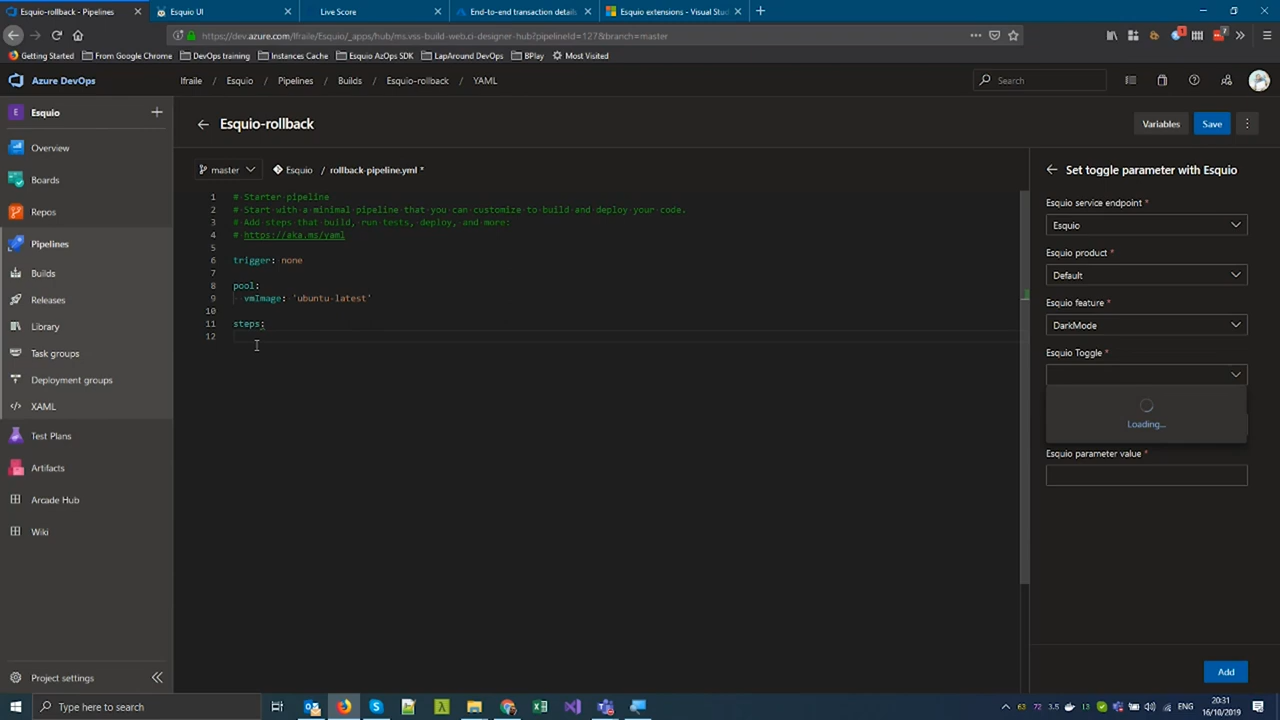 Esquio-rollback - Pipelines
Esquio UI
Live Score
End-to-end transaction details
Esquio extensions - Visual Stud
https://dev.azure.com/lfraile/Esquio/_apps/hub/ms.vss-build-web.ci-designer-hub?pipelineId=127&branch=master
Getting Started
From Google Chrome
DevOps training
Instances Cache
Esquio AzOps SDK
LapAround DevOps
BPlay
Most Visited
Azure DevOps
lfraile / Esquio / Pipelines / Builds / Esquio-rollback / YAML
Search
E Esquio
Overview
Boards
Repos
Pipelines
Builds
Releases
Library
Task groups
Deployment groups
XAML
Test Plans
Artifacts
Arcade Hub
Wiki
Project settings
Esquio-rollback
Variables
Save
master
Esquio / rollback-pipeline.yml *
1 # Starter pipeline
2 # Start with a minimal pipeline that you can customize to build and deploy your code.
3 # Add steps that build, run tests, deploy, and more:
4 # https://aka.ms/yaml
5
6 trigger: none
7
8 pool:
9 vmImage: 'ubuntu-latest'
10
11 steps:
12
Set toggle parameter with Esquio
Esquio service endpoint *
Esquio
Esquio product *
Default
Esquio feature *
DarkMode
Esquio Toggle *
Loading...
Esquio parameter value *
Add
Type here to search
63
72
3.5
13
ENG
20:31
16/10/2019